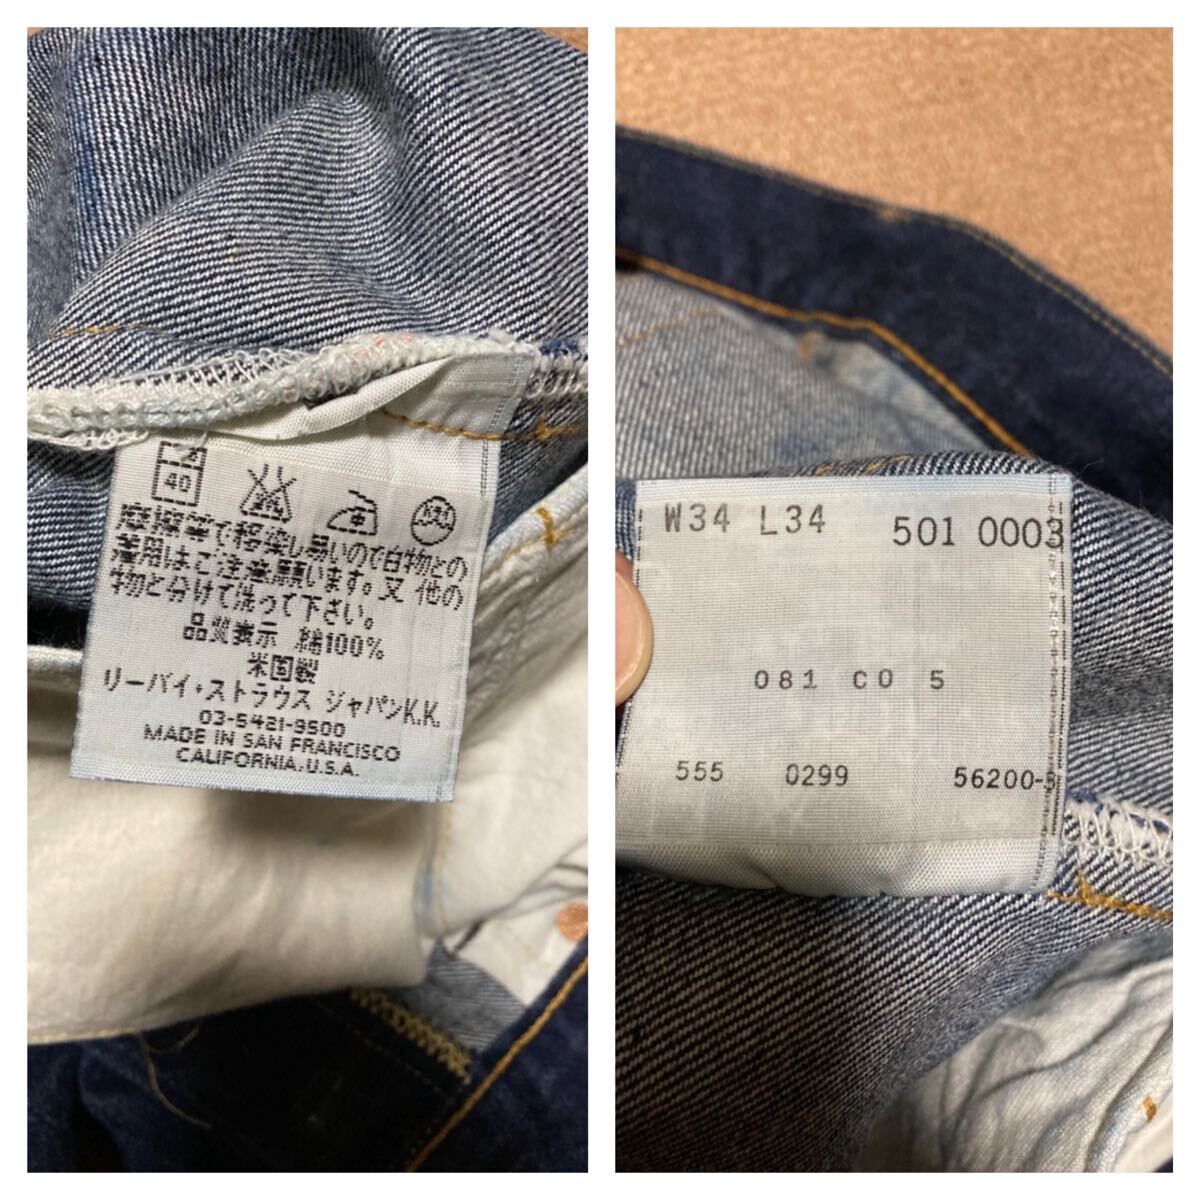 40
摩擦等で移染し易いので白物との
着用はご注意願います。又 他の
物と分けて洗って下さい。
品質表示 綿100%
米国製
リーバイ・ストラウス ジャパンK.K.
03-5421-9500
MADE IN SAN FRANCISCO
CALIFORNIA.U.S.A.
W34 L34 501 0003
081 CO 5
555 0299 56200-3